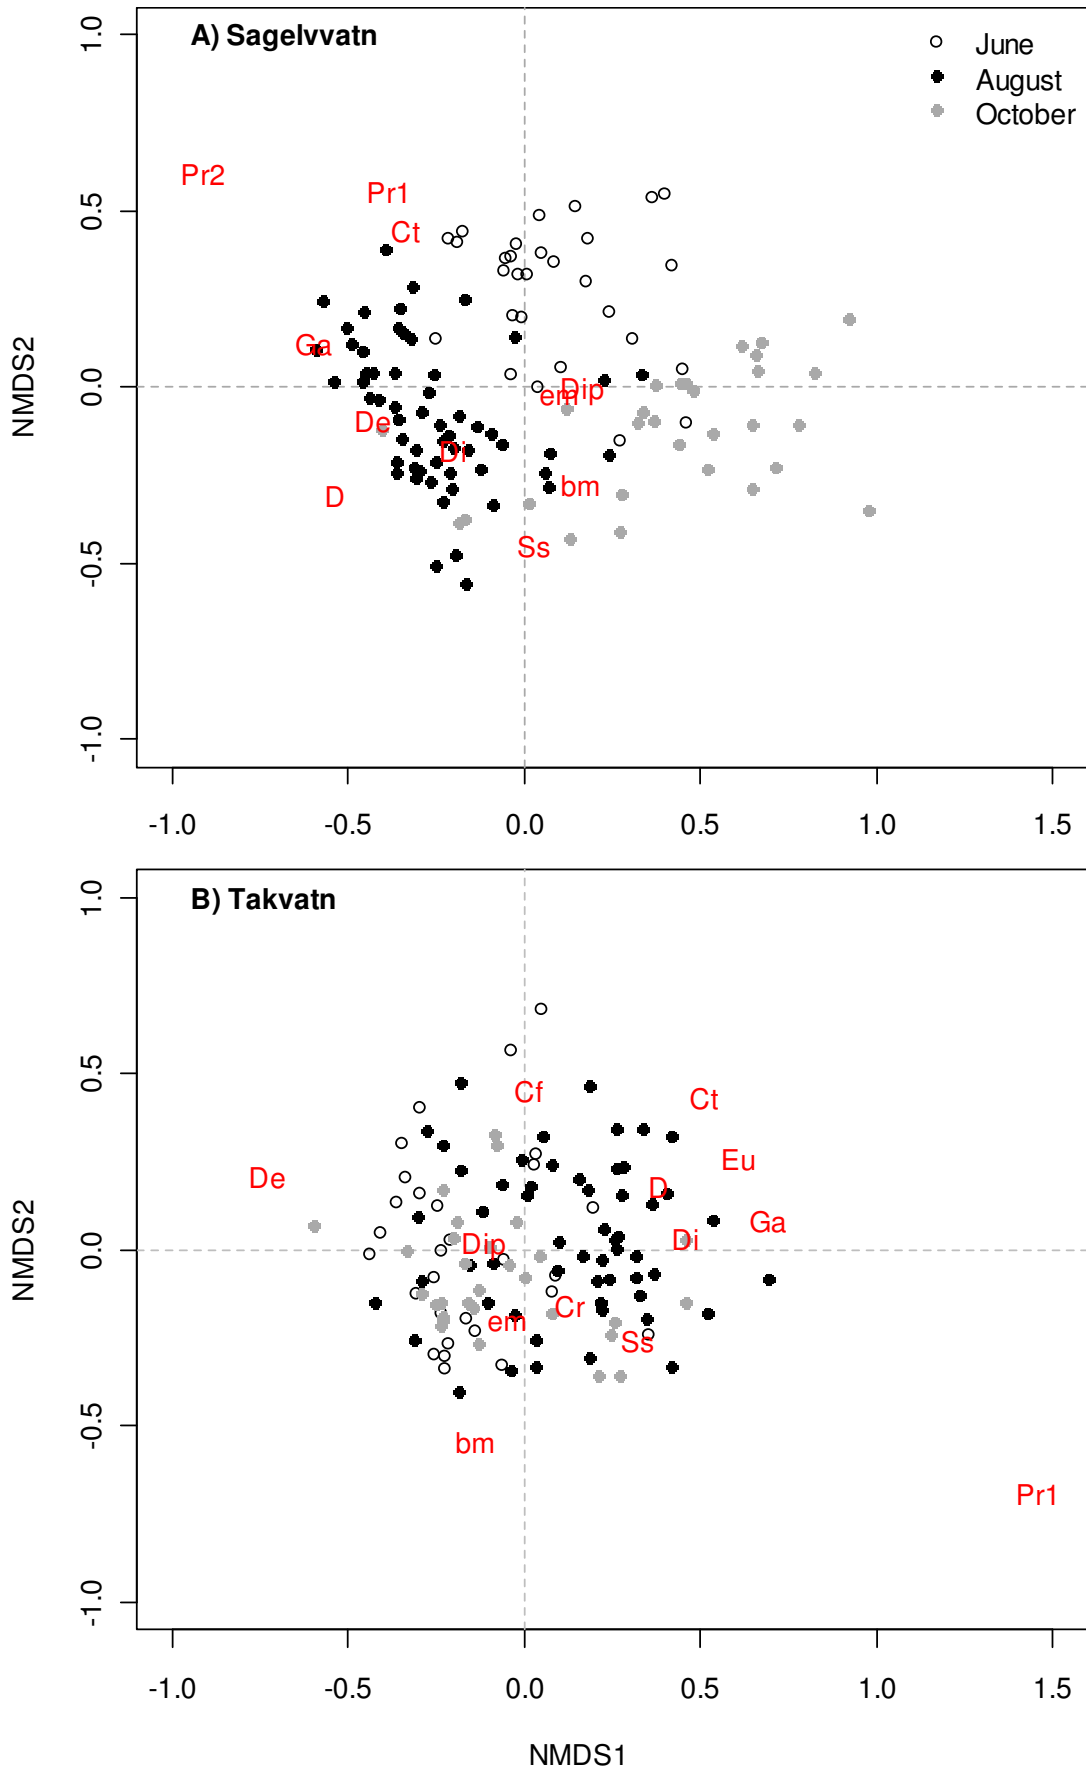 A) Sagelvvatn
June
August
October
1.0
0.5
0.0
-0.5
-1.0
NMDS2
Pr2
Pr1
Ct
Ga
De
Di
D
em
Dip
bm
Ss
-1.0 -0.5 0.0 0.5 1.0 1.5
B) Takvatn
1.0
0.5
0.0
-0.5
-1.0
NMDS2
Cf
Ct
Eu
De
D
Ga
Dip
Di
Cr
em
Ss
bm
Pr1
-1.0 -0.5 0.0 0.5 1.0 1.5
NMDS1